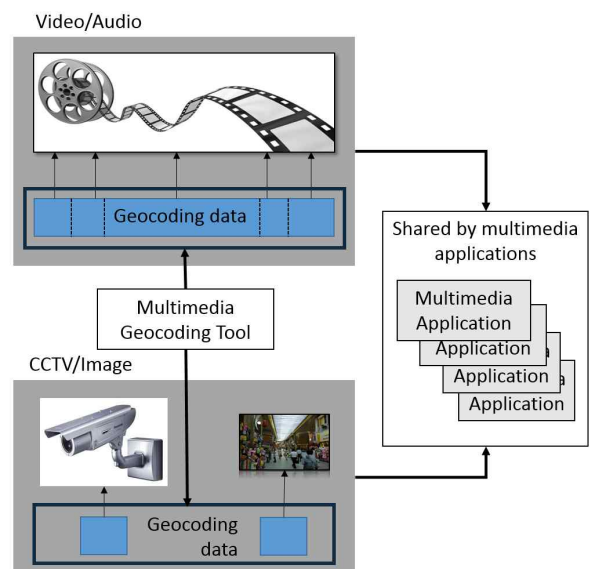 Video/Audio
Geocoding data
Multimedia
Geocoding Tool
CCTV/Image
Geocoding
data
Shared by multimedia
applications
Multimedia
Application
Application
Application
Application